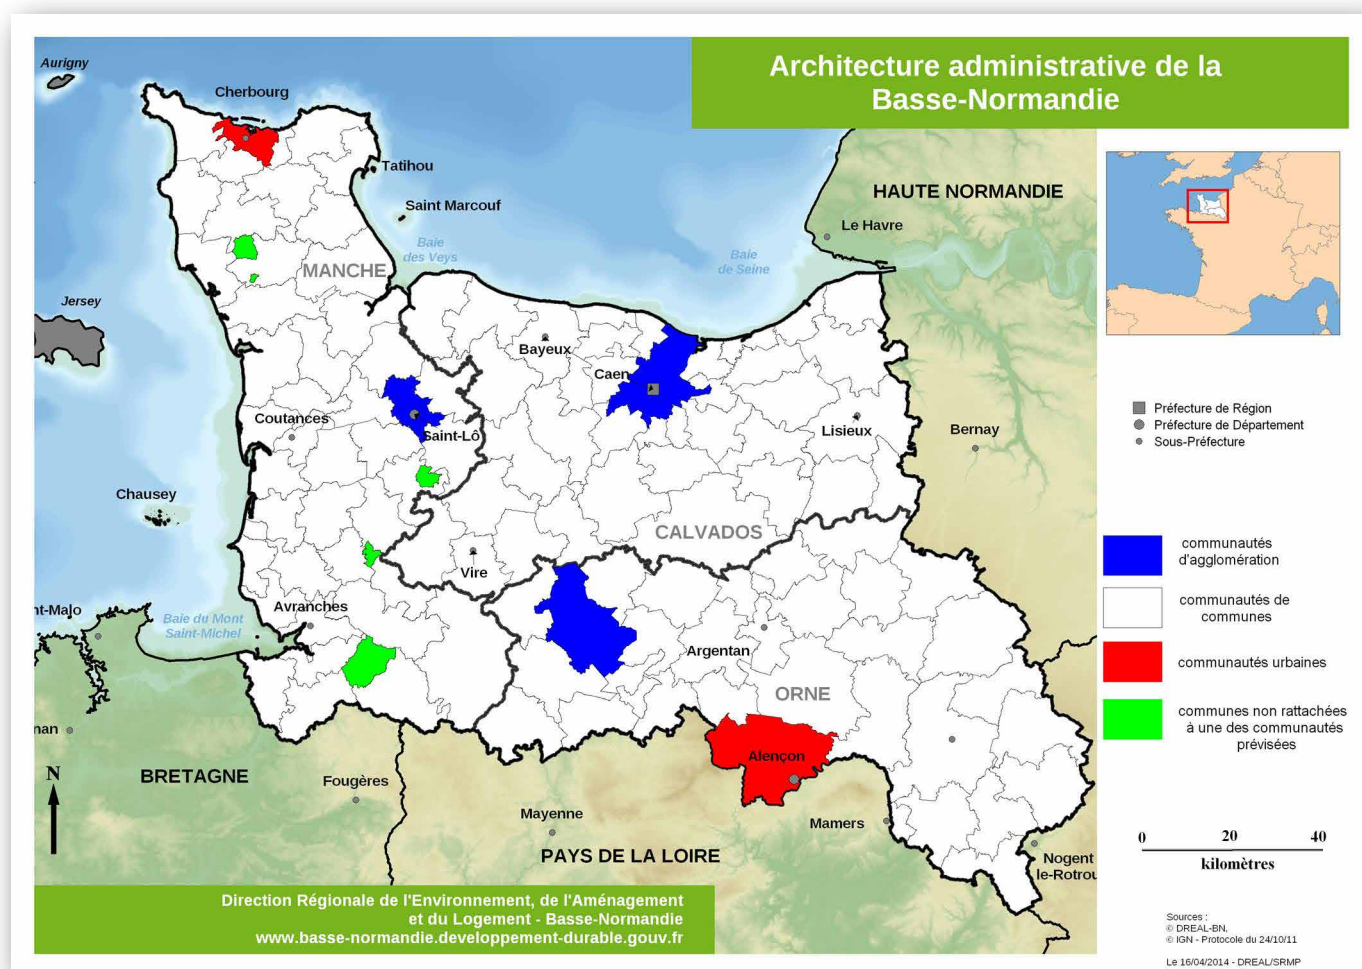 Architecture administrative de la
Basse-Normandie
Aurigny
Cherbourg
Tatihou
Saint Marcouf
HAUTE NORMANDIE
Le Havre
Baie
des Veys
Baie
de Seine
MANCHE
Jersey
Bayeux
Caen
Coutances
Saint-Lô
Lisieux
Bernay
Chausey
CALVADOS
Vire
Avranches
nt-Malo
Baie du Mont
Saint-Michel
Argentan
ORNE
nan
Alençon
BRETAGNE
Fougères
Mayenne
Mamers
PAYS DE LA LOIRE
Nogent
le-Rotrou
N
Préfecture de Région
Préfecture de Département
Sous-Préfecture
communautés
d'agglomération
communautés de
communes
communautés urbaines
communes non rattachées
à une des communautés
prévisées
0 20 40
kilomètres
Direction Régionale de l'Environnement, de l'Aménagement
et du Logement - Basse-Normandie
www.basse-normandie.developpement-durable.gouv.fr
Sources :
© DREAL-BN,
© IGN - Protocole du 24/10/11
Le 16/04/2014 - DREAL/SRMP